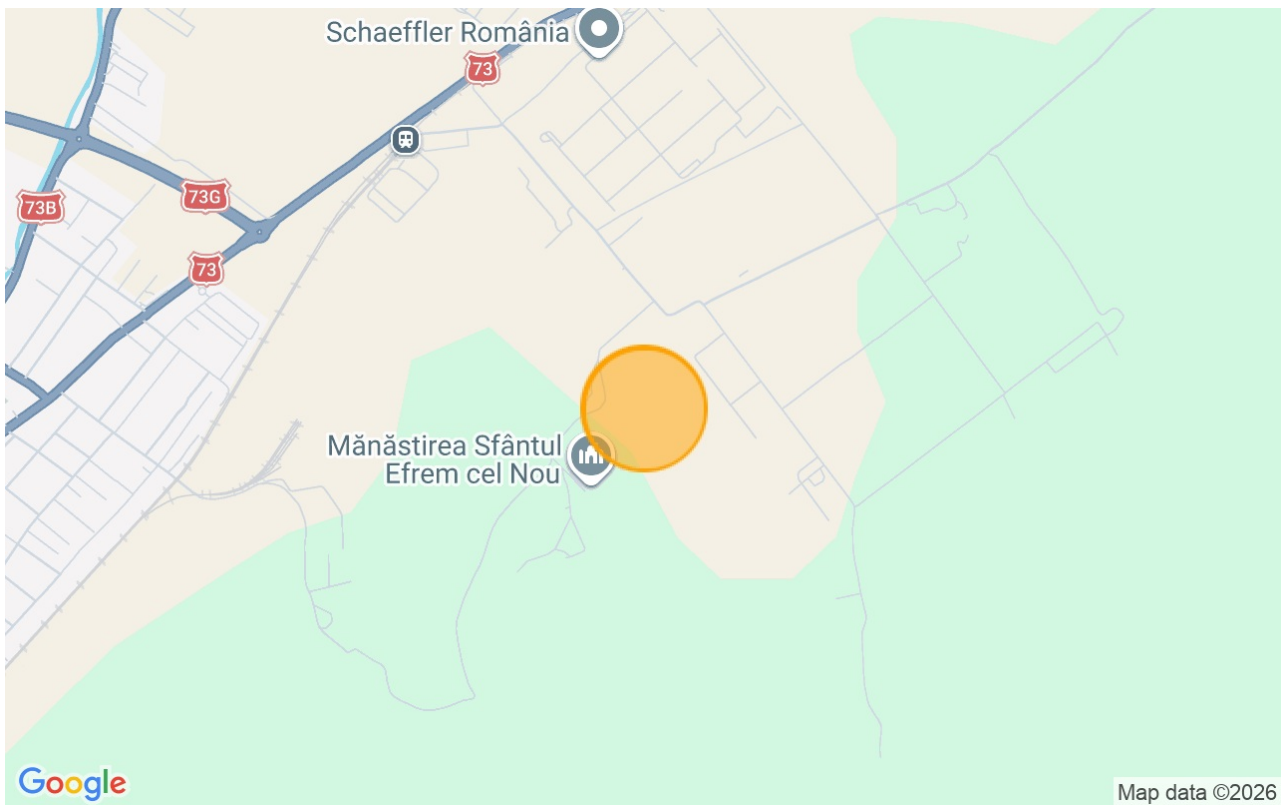 Schaeffler România
73
73G
73B
73
Mănăstirea Sfântul
Efrem cel Nou
Google
Map data ©2026